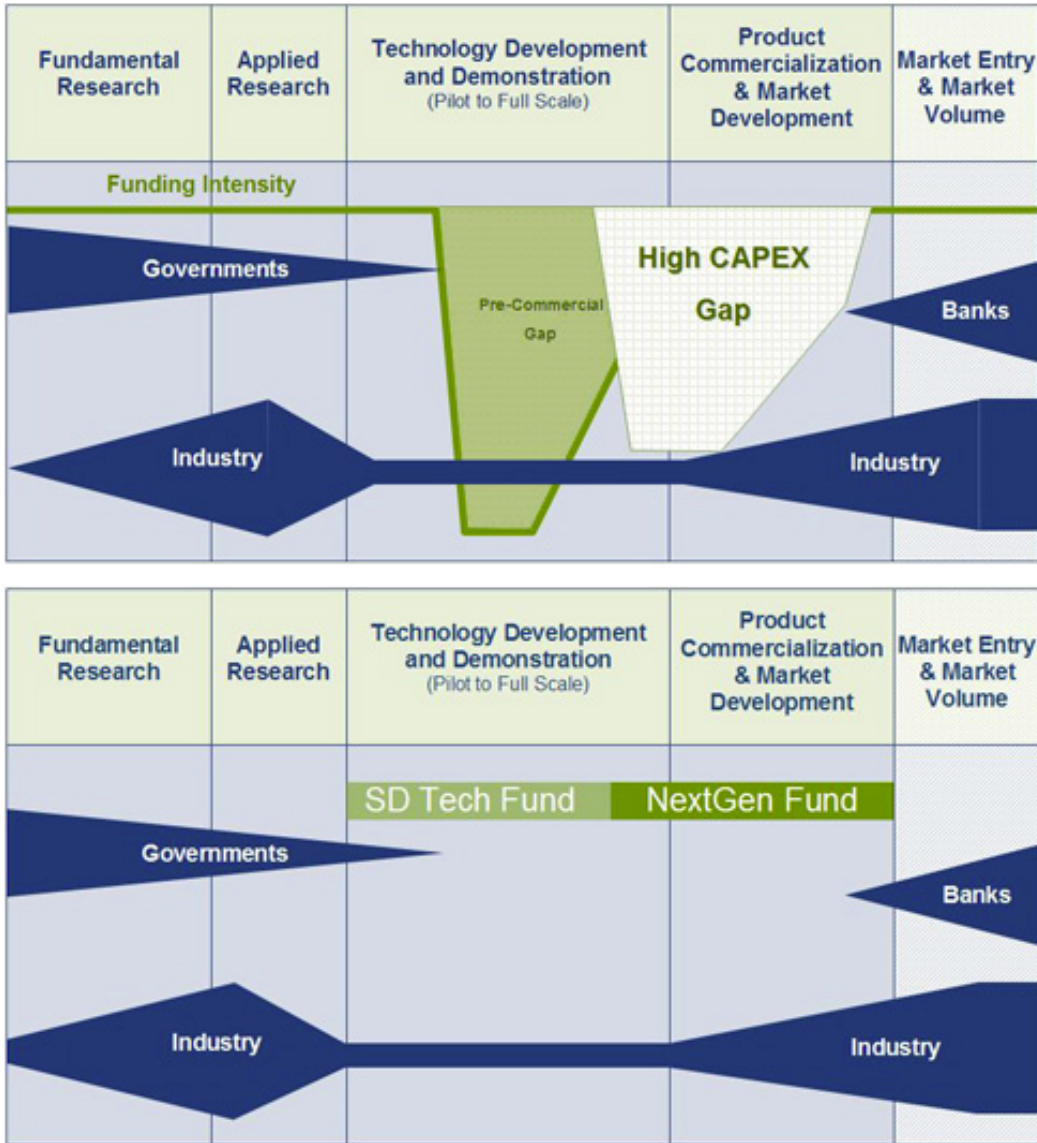 Fundamental
Research
Applied
Research
Technology Development
and Demonstration
(Pilot to Full Scale)
Product
Commercialization
& Market
Development
Market Entry
& Market
Volume
Funding Intensity
Governments
Pre-Commercial
Gap
High CAPEX
Gap
Banks
Industry
Industry
Fundamental
Research
Applied
Research
Technology Development
and Demonstration
(Pilot to Full Scale)
Product
Commercialization
& Market
Development
Market Entry
& Market
Volume
SD Tech Fund
NextGen Fund
Governments
Banks
Industry
Industry